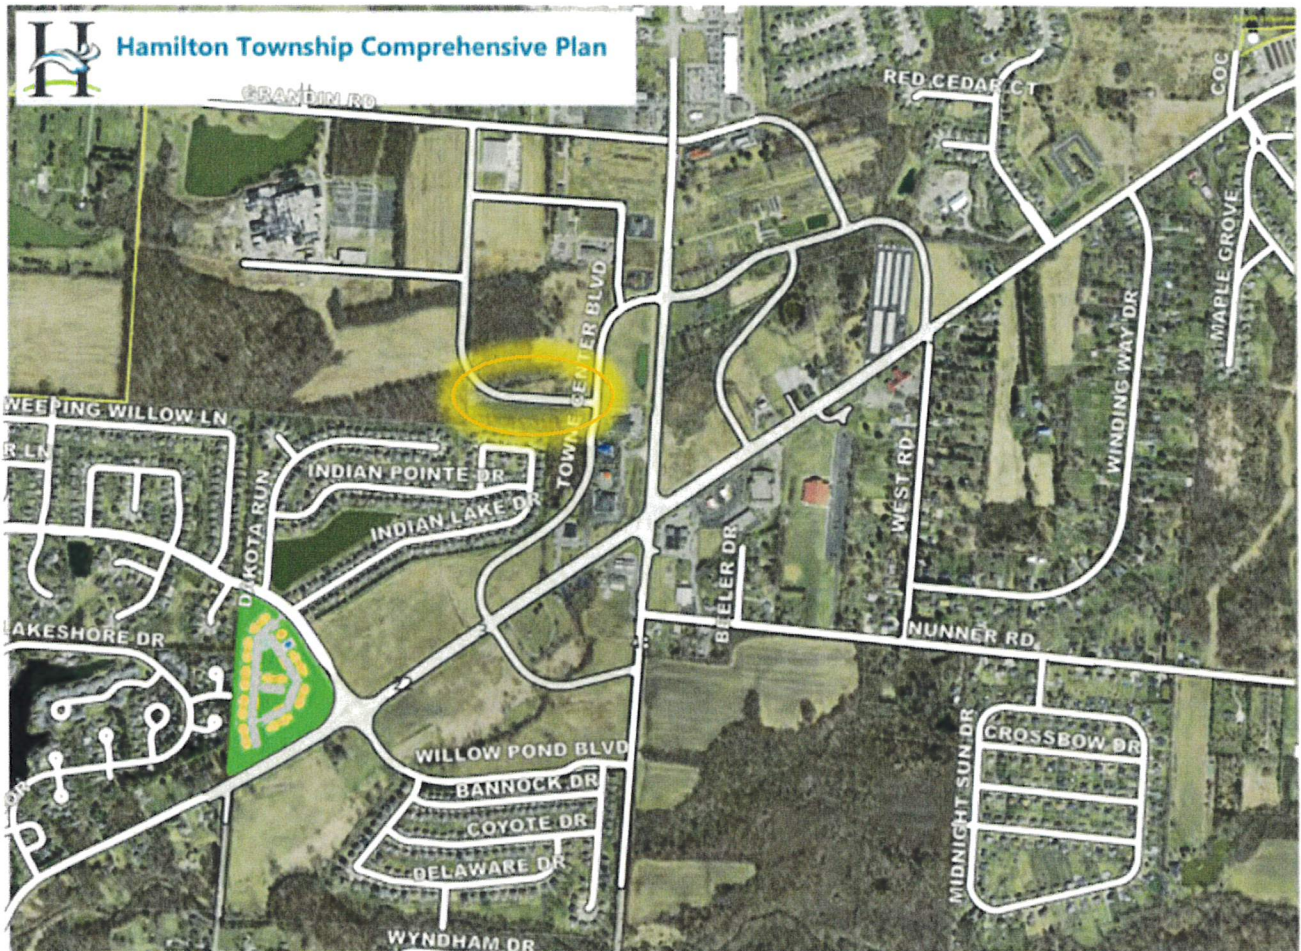 H
Hamilton Township Comprehensive Plan
GRANDIN RD
RED CEDAR CT
COC
MAPLE GROVE
TOWNE CENTER BLVD
WINDING WAY DR
WEEPING WILLOW LN
R LN
INDIAN POINTE DR
DAKOTA RUN
INDIAN LAKE DR
WEST RD
BEELER DR
LAKESHORE DR
NUNNER RD
MIDNIGHT SUN DR
CROSSBOW DR
WILLOW POND BLVD
BANNOCK DR
COYOTE DR
DELAWARE DR
WYNDHAM DR